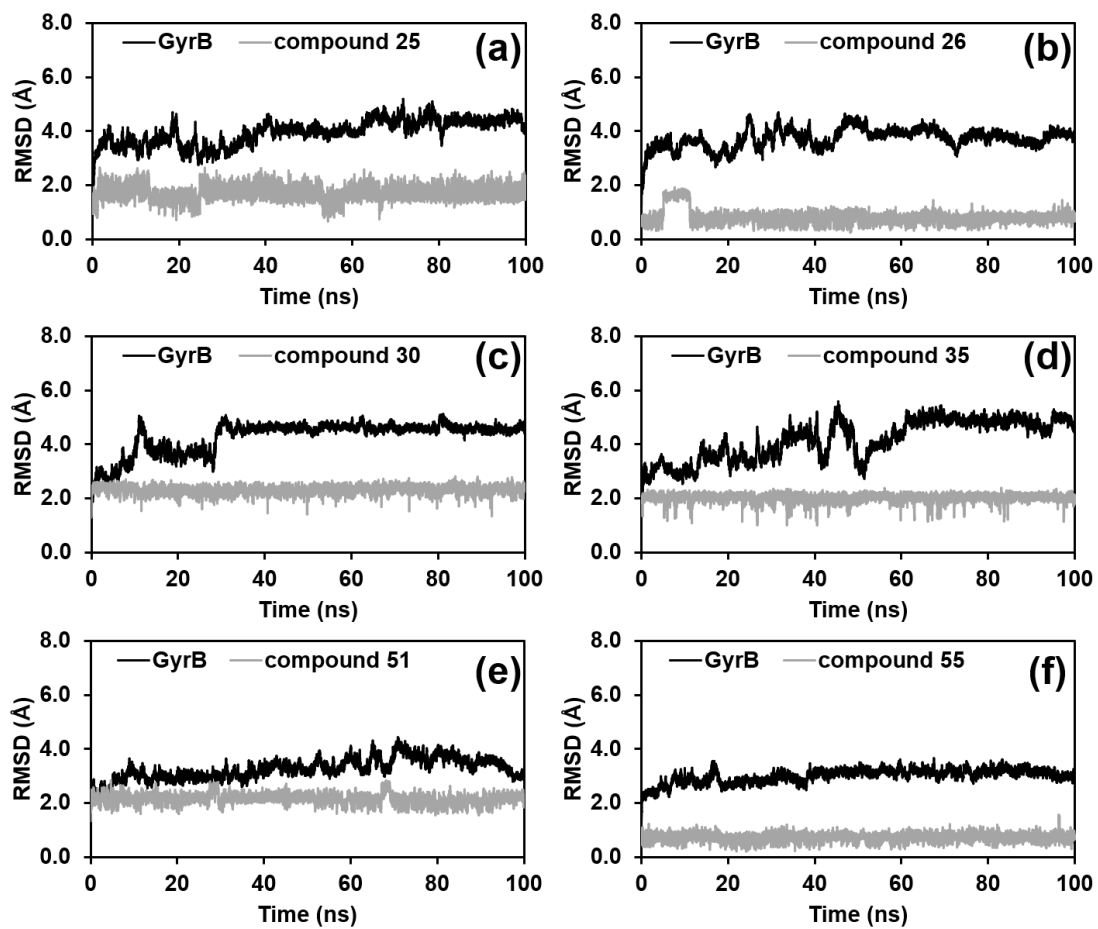 8.0
GyrB compound 25 (a)
6.0
RMSD (Å)
4.0
2.0
0.0
0 20 40 60 80 100
Time (ns)
8.0
GyrB compound 26 (b)
6.0
RMSD (Å)
4.0
2.0
0.0
0 20 40 60 80 100
Time (ns)
8.0
GyrB compound 30 (c)
6.0
RMSD (Å)
4.0
2.0
0.0
0 20 40 60 80 100
Time (ns)
8.0
GyrB compound 35 (d)
6.0
RMSD (Å)
4.0
2.0
0.0
0 20 40 60 80 100
Time (ns)
8.0
GyrB compound 51 (e)
6.0
RMSD (Å)
4.0
2.0
0.0
0 20 40 60 80 100
Time (ns)
8.0
GyrB compound 55 (f)
6.0
RMSD (Å)
4.0
2.0
0.0
0 20 40 60 80 100
Time (ns)